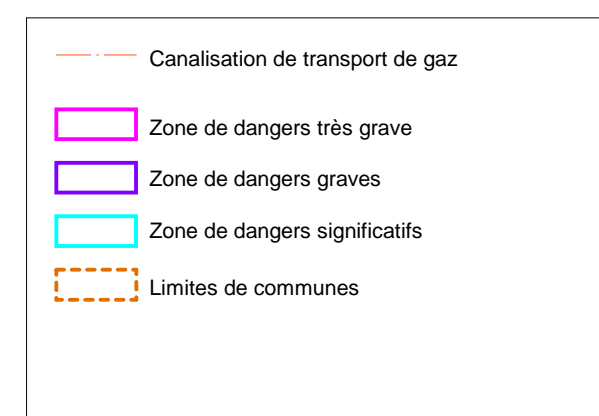 Canalisation de transport de gaz
Zone de dangers très grave
Zone de dangers graves
Zone de dangers significatifs
Limites de communes